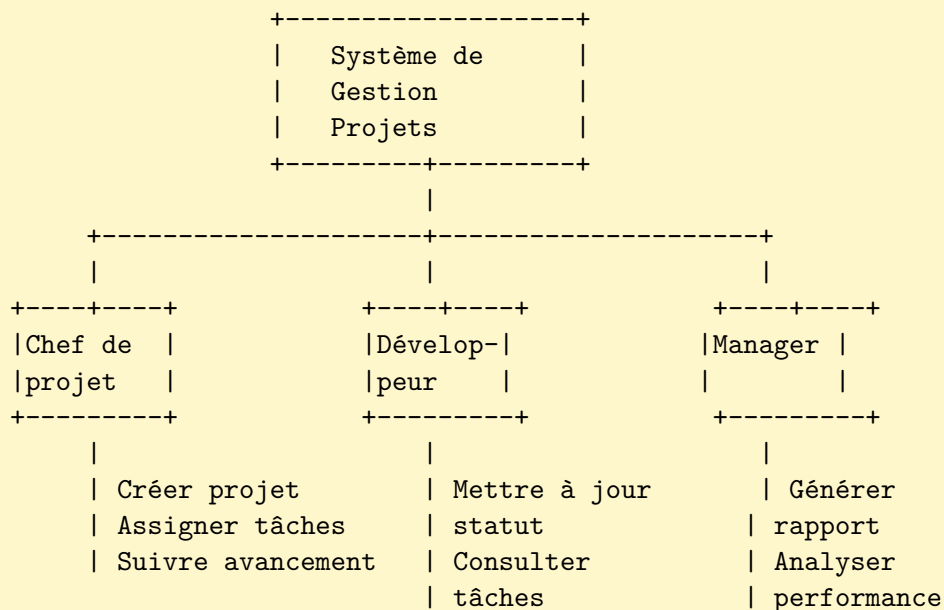 +-------------------+
|   Système de      |
|   Gestion         |
|   Projets         |
+---------+---------+
|
+---------------------+--------------------+
|                     |                    |
+----+----+            +----+----+            +----+----+
|Chef de  |            |Dévelop-|            |Manager |
|projet   |            |peur   |            |        |
+---------+            +---------+            +---------+
|                     |                    |
| Créer projet        | Mettre à jour       | Générer
| Assigner tâches     | statut             | rapport
| Suivre avancement   | Consulter          | Analyser
| tâches             | performance